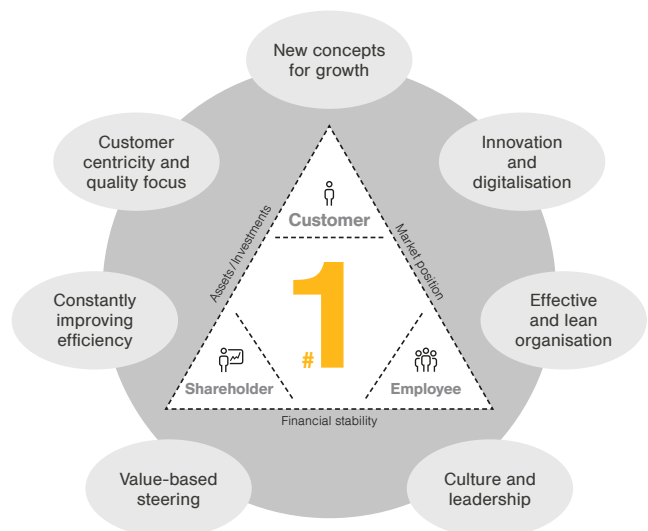 New concepts
for growth
Customer
centricity and
quality focus
Innovation
and
digitalisation
Customer
Assets/Investments
Market position
Constantly
improving
efficiency
#1
Effective
and lean
organisation
Shareholder
Employee
Financial stability
Value-based
steering
Culture and
leadership